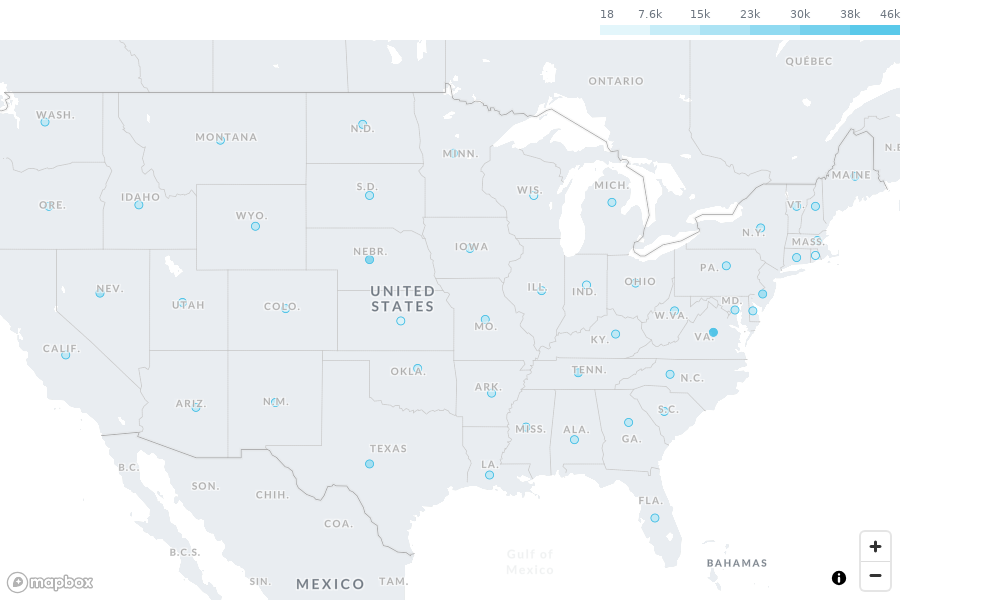 18 7.6k 15k 23k 30k 38k 46k
QUÉBEC
ONTARIO
WASH.
MONTANA
N.D.
MINN.
N.B
ORE.
IDAHO
WYO.
S.D.
WIS.
MICH.
MAINE
VT.
N.Y.
MASS.
NEBR.
IOWA
PA.
NEV.
UTAH
COLO.
UNITED
STATES
ILL.
IND.
OHIO
MD.
W.VA.
MO.
KY.
VA.
CALIF.
OKLA.
TENN.
N.C.
ARIZ.
N.M.
ARK.
S.C.
MISS.
ALA.
GA.
TEXAS
LA.
B.C.
SON.
CHIH.
FLA.
COA.
B.C.S.
Gulf of
Mexico
BAHAMAS
SIN.
MEXICO
TAM.
mapbox